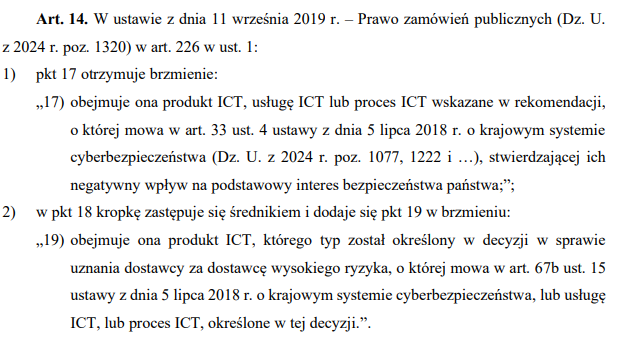 Art. 14. W ustawie z dnia 11 września 2019 r. – Prawo zamówień publicznych (Dz. U.
z 2024 r. poz. 1320) w art. 226 w ust. 1:
1) pkt 17 otrzymuje brzmienie:
„17) obejmuje ona produkt ICT, usługę ICT lub proces ICT wskazane w rekomendacji,
o której mowa w art. 33 ust. 4 ustawy z dnia 5 lipca 2018 r. o krajowym systemie
cyberbezpieczeństwa (Dz. U. z 2024 r. poz. 1077, 1222 i …), stwierdzającej ich
negatywny wpływ na podstawowy interes bezpieczeństwa państwa;”;
2) w pkt 18 kropkę zastępuje się średnikiem i dodaje się pkt 19 w brzmieniu:
„19) obejmuje ona produkt ICT, którego typ został określony w decyzji w sprawie
uznania dostawcy za dostawcę wysokiego ryzyka, o której mowa w art. 67b ust. 15
ustawy z dnia 5 lipca 2018 r. o krajowym systemie cyberbezpieczeństwa, lub usługę
ICT, lub proces ICT, określone w tej decyzji.”.